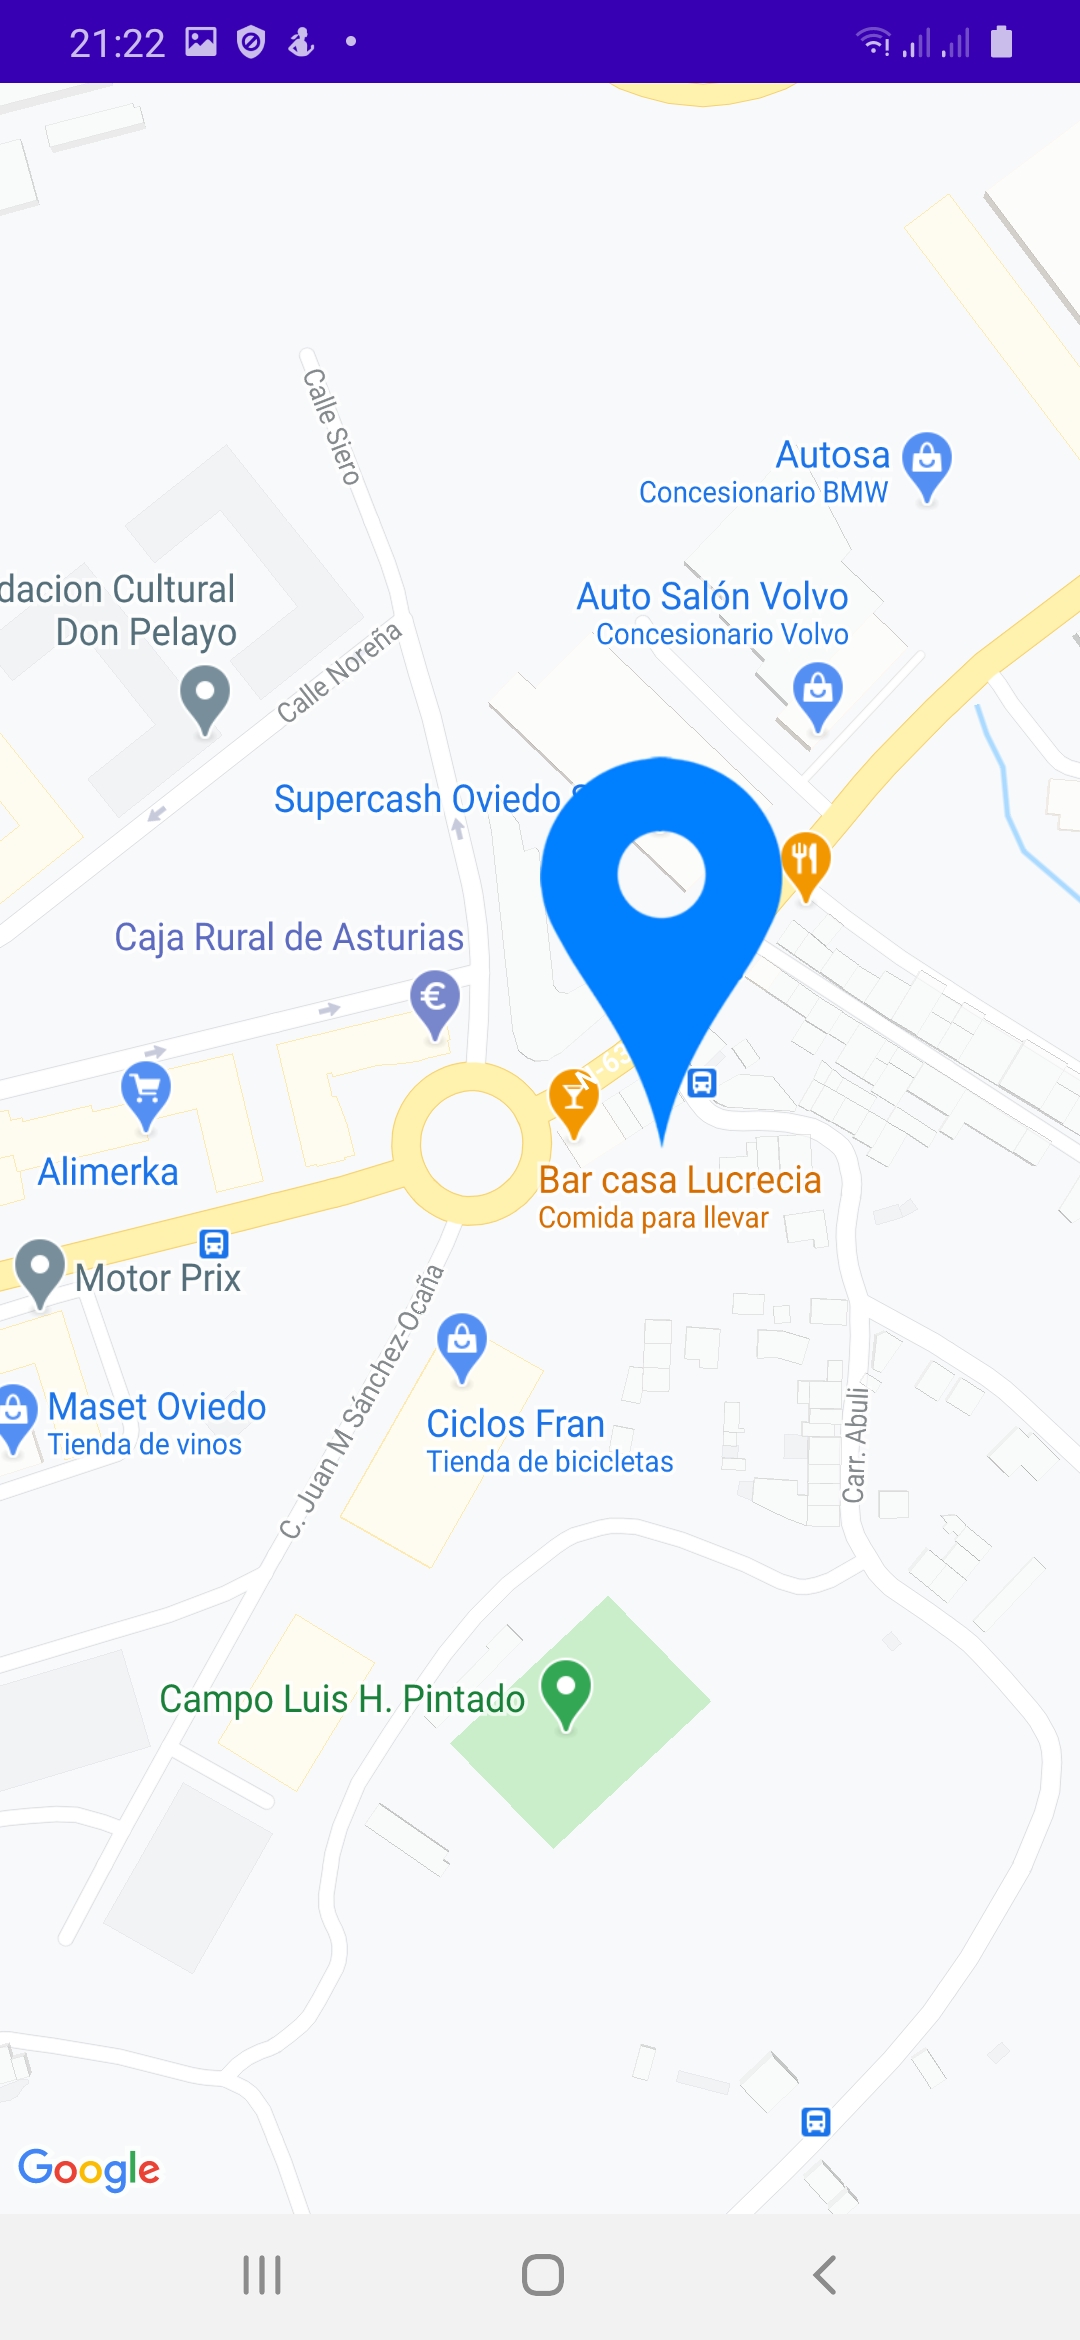 21:22
Calle Siero
Autosa
Concesionario BMW
dacion Cultural
Don Pelayo
Auto Salón Volvo
Concesionario Volvo
Calle Noreña
Supercash Oviedo
Caja Rural de Asturias
€
N-63
Alimerka
Bar casa Lucrecia
Comida para llevar
Motor Prix
C. Juan M Sánchez-Ocaña
Maset Oviedo
Tienda de vinos
Ciclos Fran
Tienda de bicicletas
Carr. Abuli
Campo Luis H. Pintado
Google